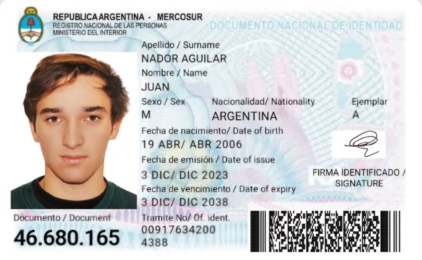 REPUBLICA ARGENTINA - MERCOSUR
REGISTRO NACIONAL DE LAS PERSONAS
MINISTERIO DEL INTERIOR
DOCUMENTO NACIONAL DE IDENTIDAD
Apellido / Surname
NADOR AGUILAR
Nombre / Name
JUAN
Sexo / Sex Nacionalidad/ Nationality Ejemplar
M ARGENTINA A
Fecha de nacimiento/ Date of birth
19 ABR/ ABR 2006
Fecha de emisión / Date of issue
3 DIC/ DIC 2023
FIRMA IDENTIFICADO /
SIGNATURE
Fecha de vencimiento / Date of expiry
3 DIC/ DIC 2038
Documento / Document
46.680.165
Tramite No/ Of. ident.
00917634200
4388